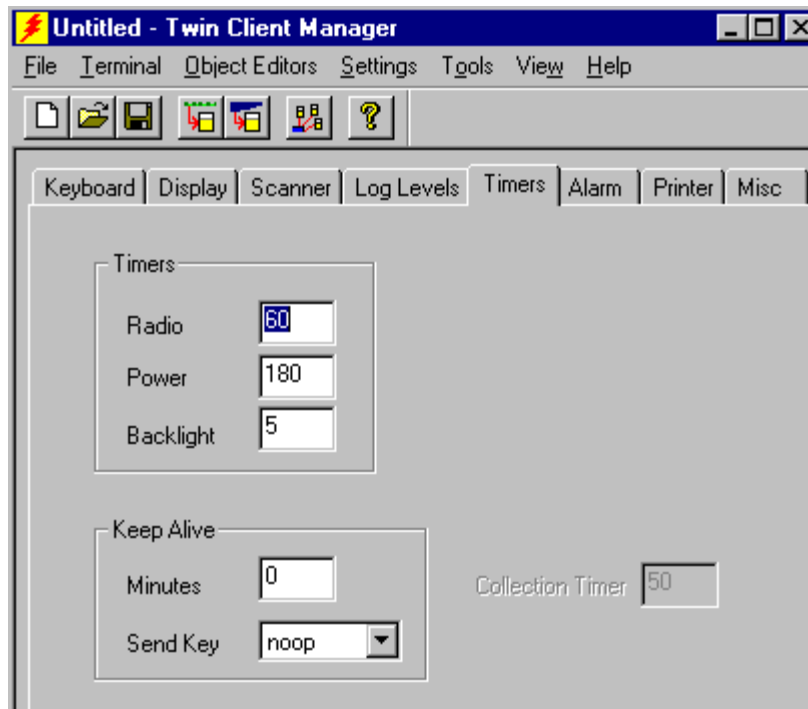 Untitled - Twin Client Manager
File Terminal Object Editors Settings Tools View Help
Keyboard Display Scanner Log Levels Timers Alarm Printer Misc
Timers
Radio 60
Power 180
Backlight 5
Keep Alive
Minutes 0
Collection Timer 50
Send Key noop